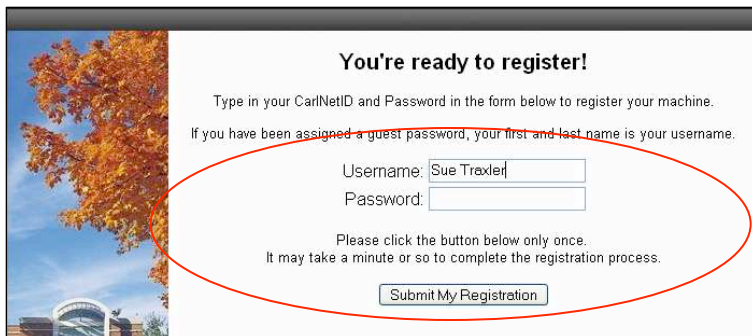 You're ready to register!
Type in your CarlNetID and Password in the form below to register your machine.
If you have been assigned a guest password, your first and last name is your username.
Username: Sue Traxler
Password:
Please click the button below only once.
It may take a minute or so to complete the registration process.
Submit My Registration